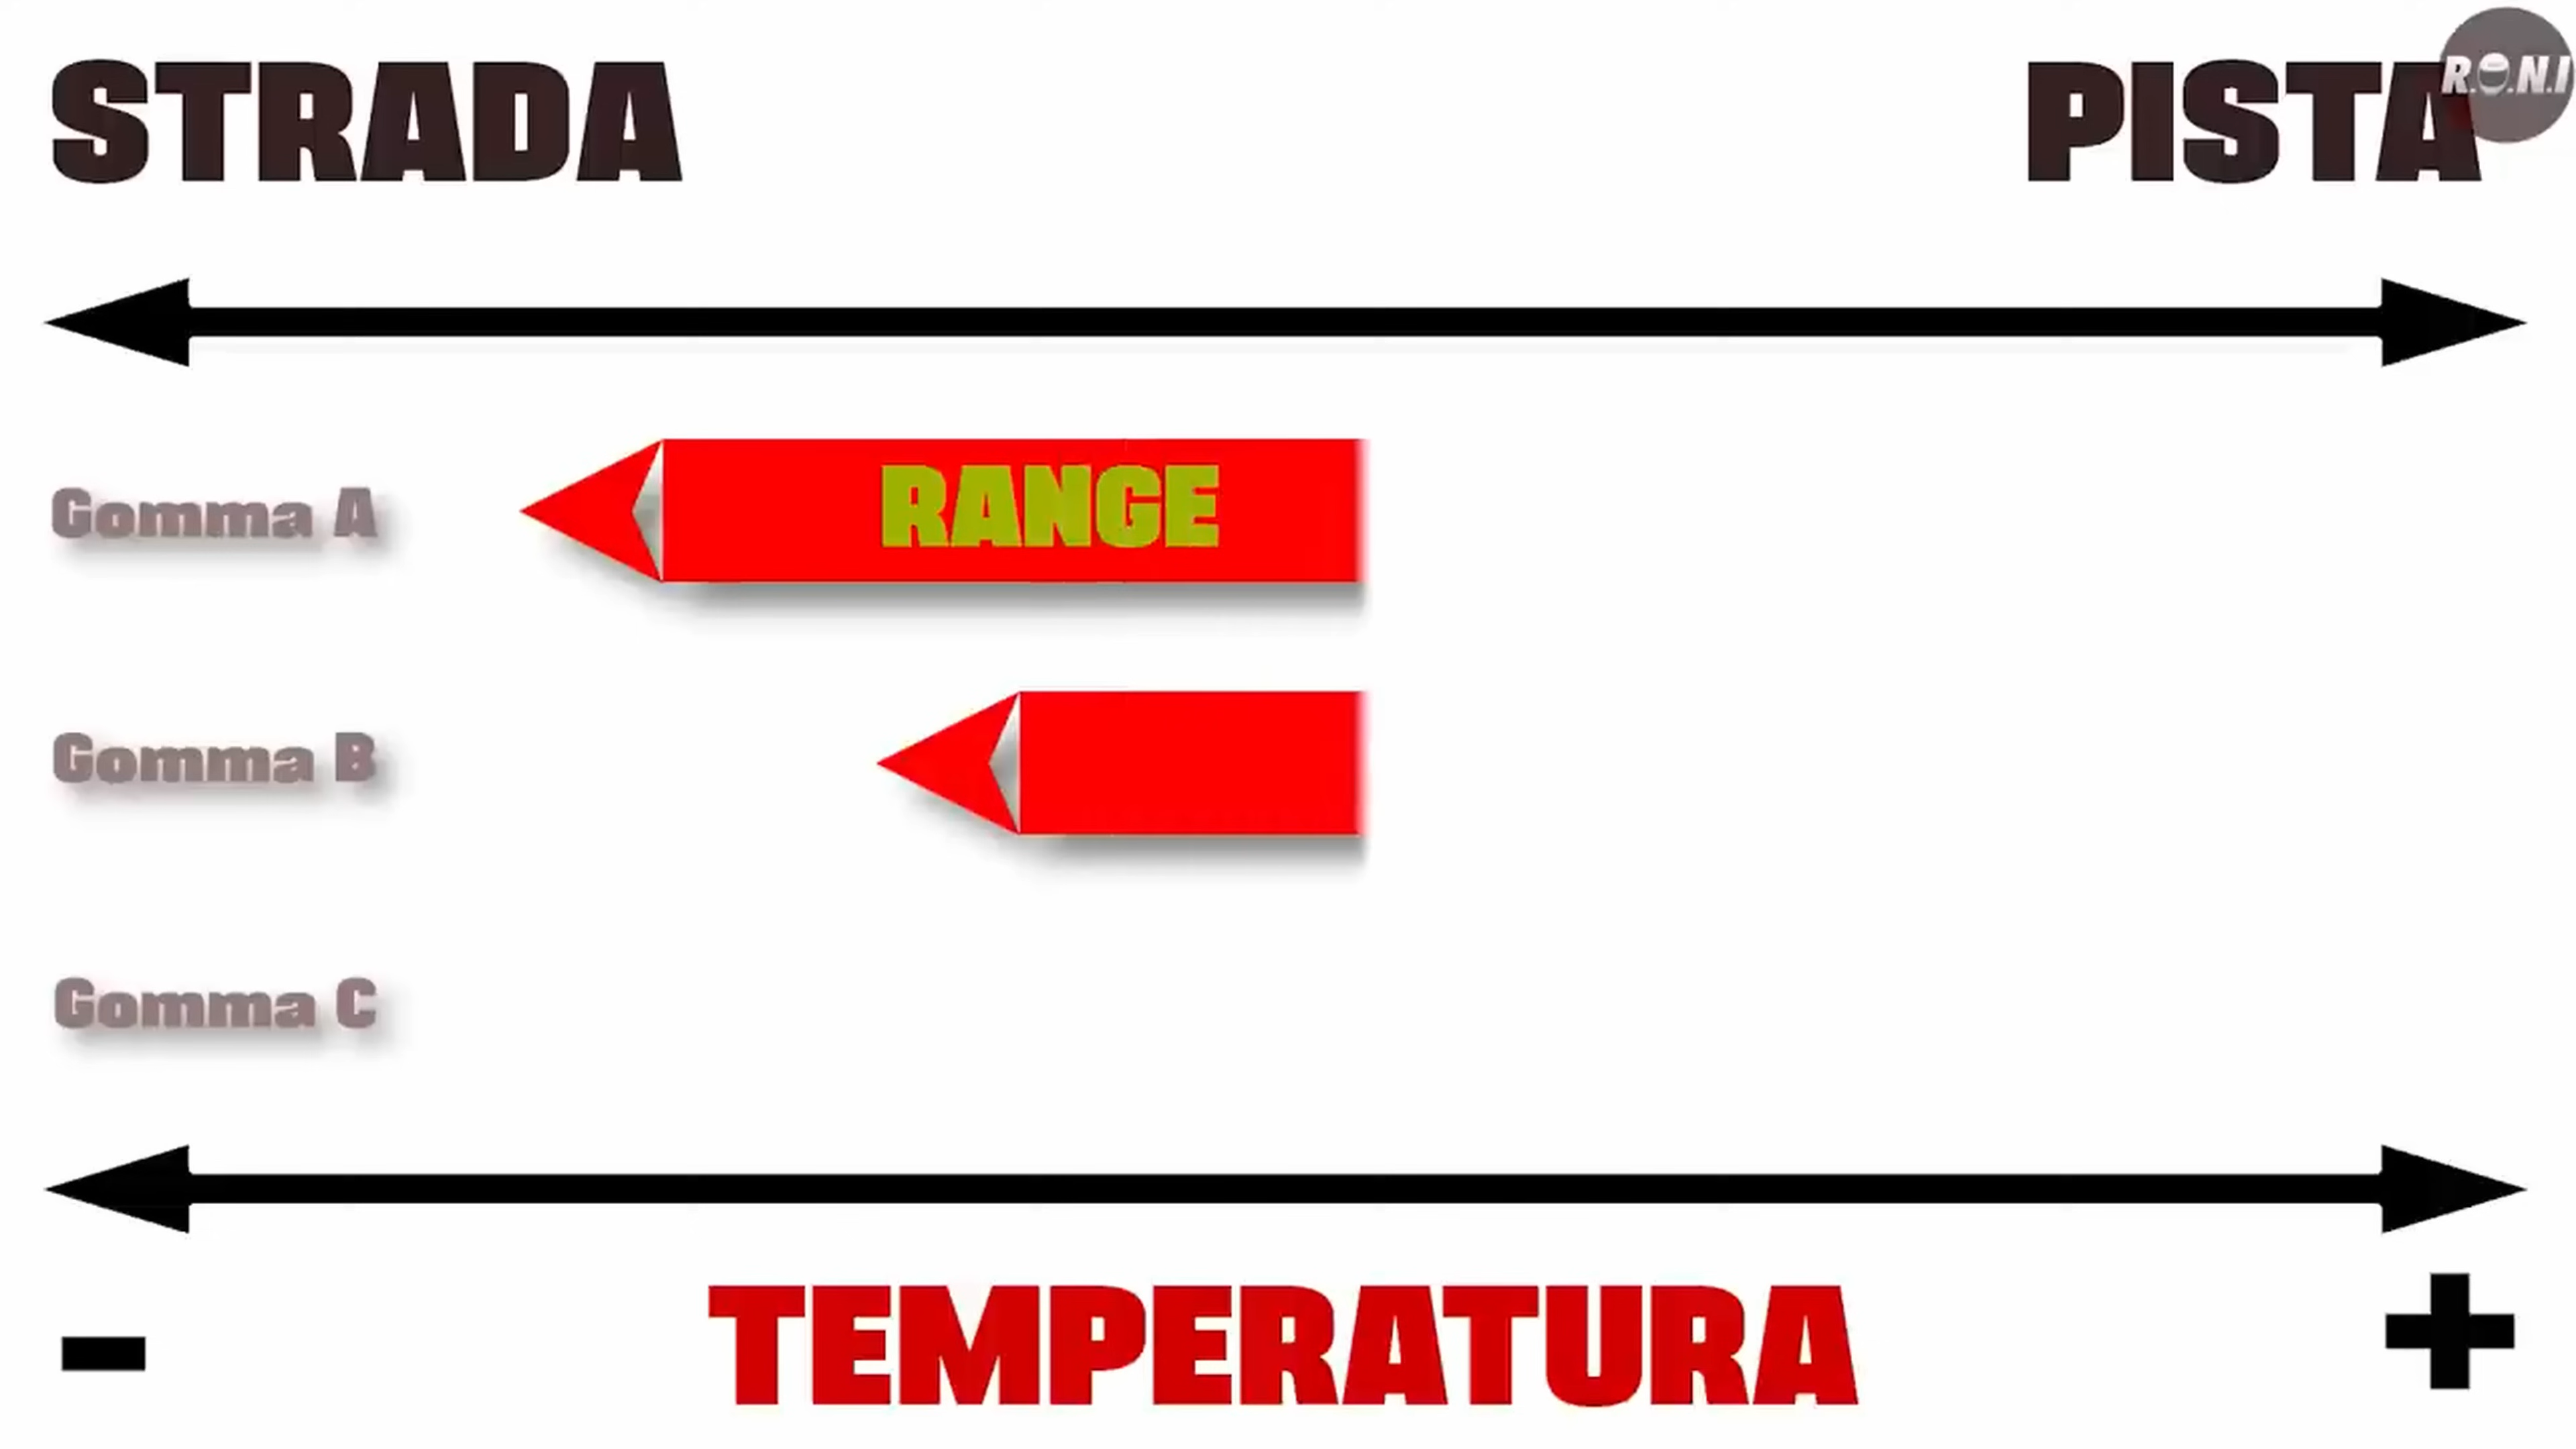 STRADA PISTA
R.O.N.I
Gomma A RANGE
Gomma B
Gomma C
- TEMPERATURA +